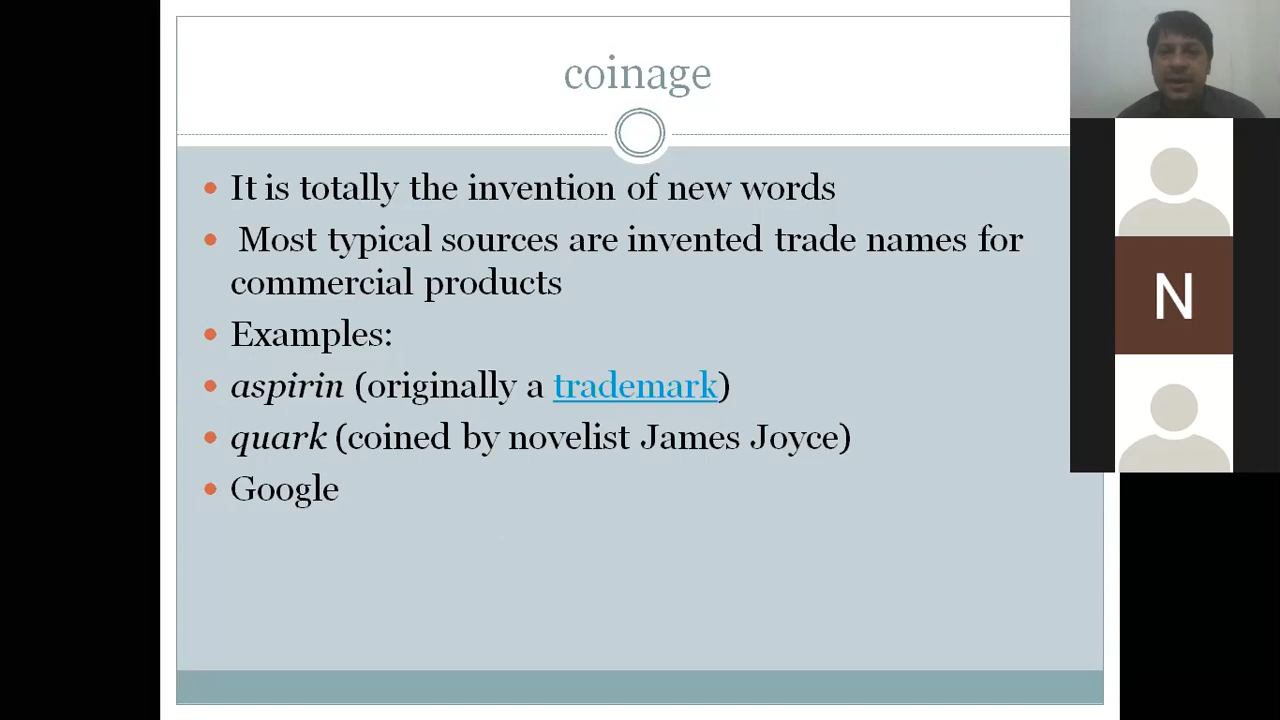 coinage
• It is totally the invention of new words
• Most typical sources are invented trade names for
commercial products
• Examples:
• aspirin (originally a trademark)
• quark (coined by novelist James Joyce)
• Google
N